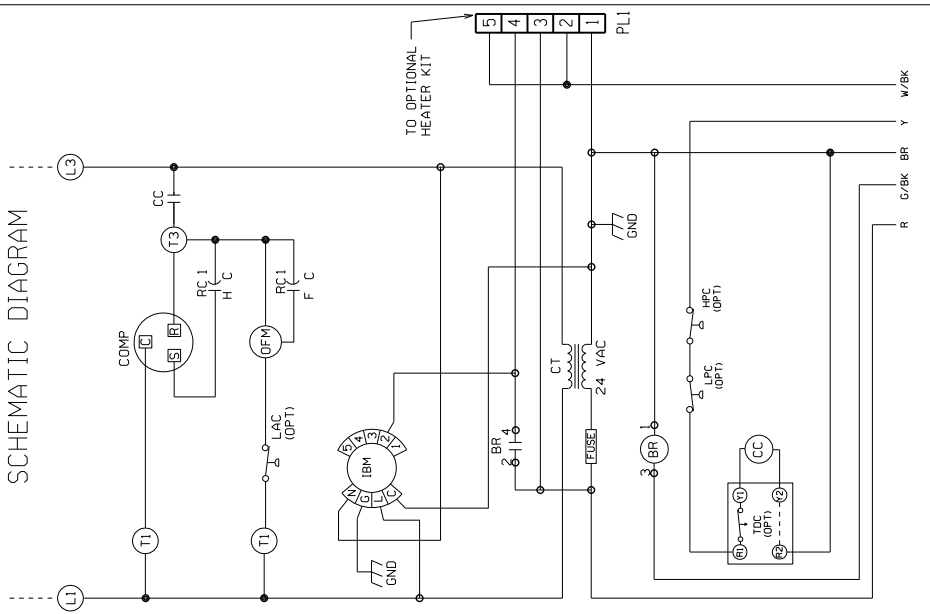 SCHEMATIC DIAGRAM
L3
L1
CC
T3
COMP
C
S
R
RC 1
H C
RC1
F C
OFM
LAC
(OPT)
T1
T1
IBM
5
4
3
2
1
N
G
L
C
GND
TO OPTIONAL
HEATER KIT
5
4
3
2
1
PL1
BR
2
4
CT
24 VAC
FUSE
GND
HPC
(OPT)
LPC
(OPT)
BR
3
1
CC
Y1
Y2
TDC
(OPT)
R1
R2
W/BK
Y
BR
G/BK
R